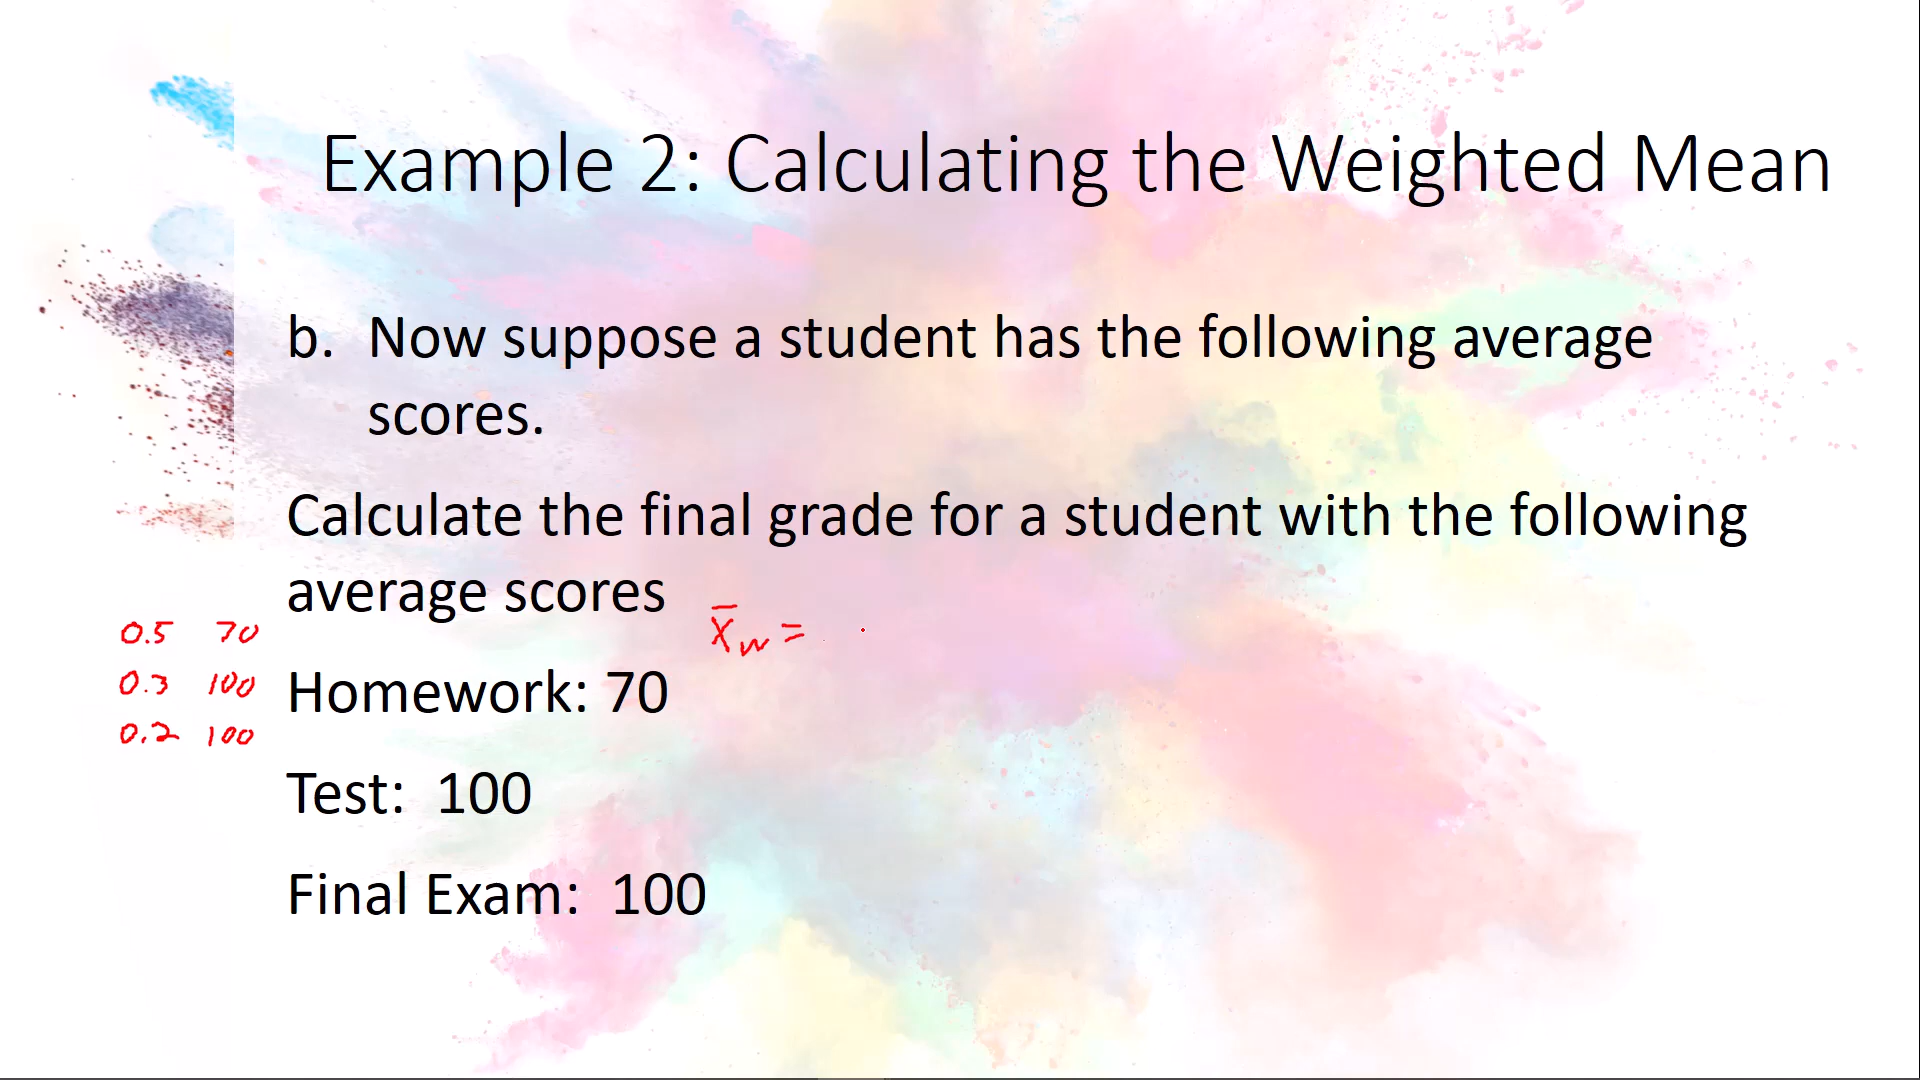 Example 2: Calculating the Weighted Mean
b. Now suppose a student has the following average
scores.
Calculate the final grade for a student with the following
average scores
x̄w =
0.5 70
0.3 100
0.2 100
Homework: 70
Test: 100
Final Exam: 100